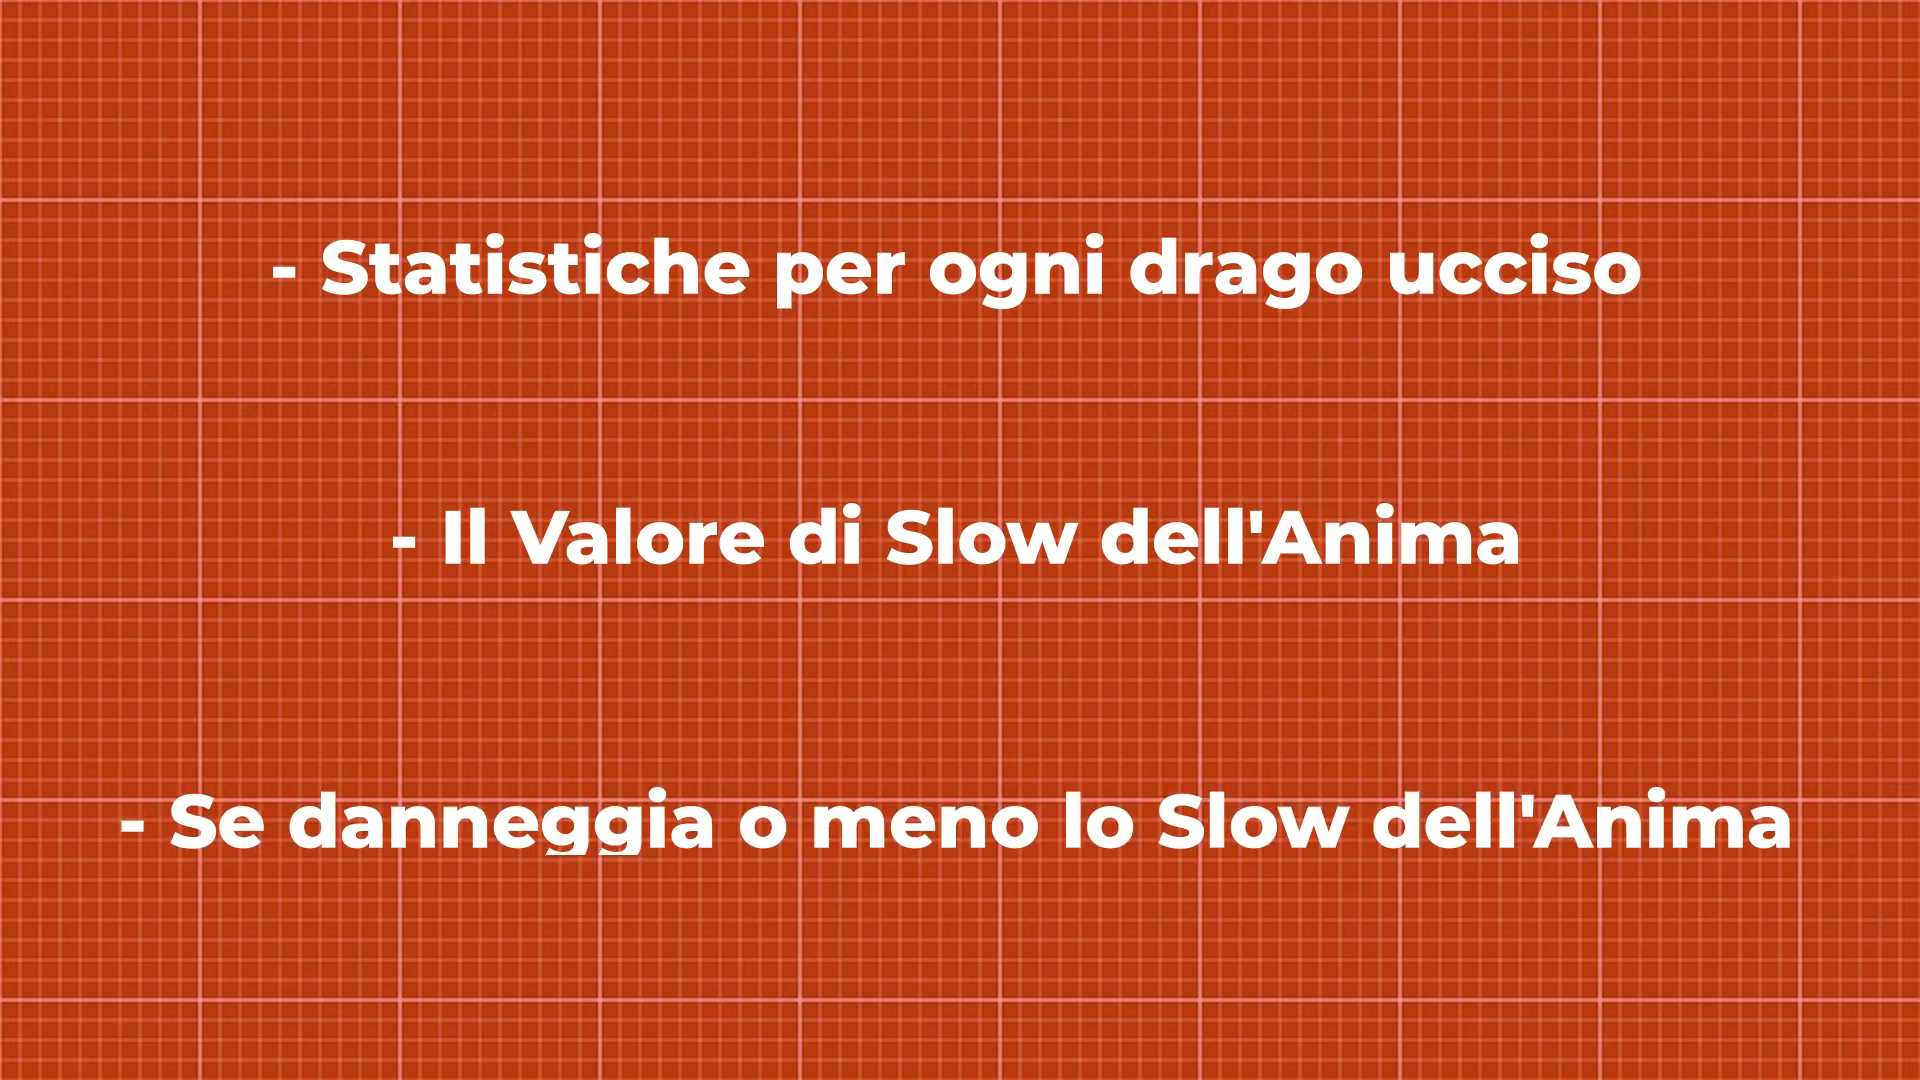 - Statistiche per ogni drago ucciso
- Il Valore di Slow dell'Anima
- Se danneggia o meno lo Slow dell'Anima